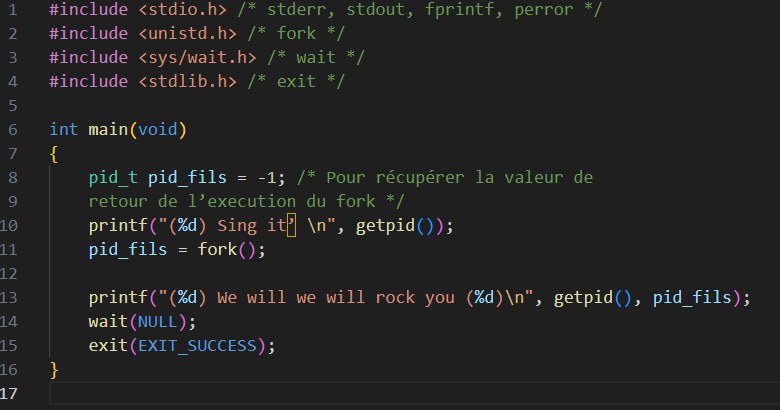 1 #include <stdio.h> /* stderr, stdout, fprintf, perror */
2 #include <unistd.h> /* fork */
3 #include <sys/wait.h> /* wait */
4 #include <stdlib.h> /* exit */
5
6 int main(void)
7 {
8 pid_t pid_fils = -1; /* Pour récupérer la valeur de
9 retour de l’execution du fork */
10 printf("(%d) Sing it’ \n", getpid());
11 pid_fils = fork();
12
13 printf("(%d) We will we will rock you (%d)\n", getpid(), pid_fils);
14 wait(NULL);
15 exit(EXIT_SUCCESS);
16 }
17